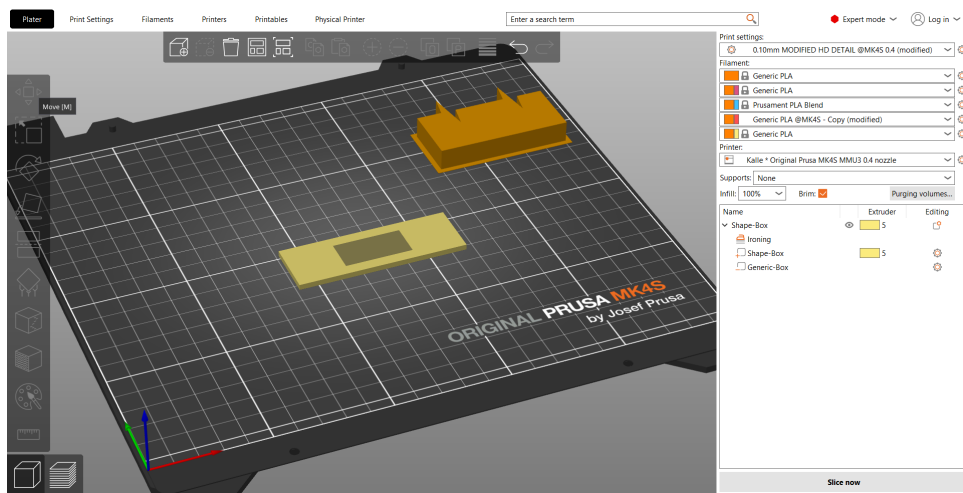 Plater Print Settings Filaments Printers Printables Physical Printer Enter a search term Expert mode Log in
Print settings:
0.10mm MODIFIED HD DETAIL @MK4S 0.4 (modified)
Filament:
Generic PLA
Generic PLA
Prusament PLA Blend
Generic PLA @MK4S - Copy (modified)
Generic PLA
Printer:
Kalle * Original Prusa MK4S MMU3 0.4 nozzle
Supports: None
Infill: 100% Brim: Purging volumes...
Name Extruder Editing
Shape-Box 5
Ironing
Shape-Box 5
Generic-Box
Slice now
Move [M]
ORIGINAL PRUSA MK4S
by Josef Prusa